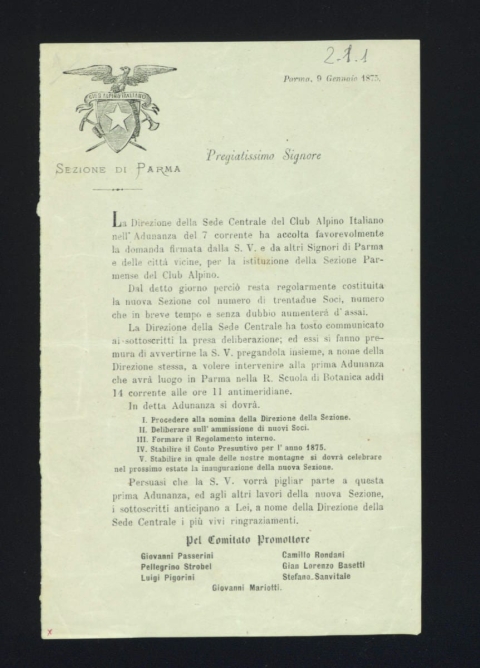 2.1.1
Parma, 9 Gennaio 1875.
CLUB ALPINO ITALIANO
SEZIONE DI PARMA
Pregiatissimo Signore
La Direzione della Sede Centrale del Club Alpino Italiano
nell'Adunanza del 7 corrente ha accolta favorevolmente
la domanda firmata dalla S. V. e da altri Signori di Parma
e delle città vicine, per la istituzione della Sezione Par-
mense del Club Alpino.
Dal detto giorno perciò resta regolarmente costituita
la nuova Sezione col numero di trentadue Soci, numero
che in breve tempo e senza dubbio aumenterà d'assai.
La Direzione della Sede Centrale ha tosto communicato
ai sottoscritti la presa deliberazione; ed essi si fanno pre-
mura di avvertirne la S. V. pregandola insieme, a nome della
Direzione stessa, a volere intervenire alla prima Adunanza
che avrà luogo in Parma nella R. Scuola di Botanica addì
14 corrente alle ore 11 antimeridiane.
In detta Adunanza si dovrà.
I. Procedere alla nomina della Direzione della Sezione.
II. Deliberare sull'ammissione di nuovi Soci.
III. Formare il Regolamento interno.
IV. Stabilire il Conto Presuntivo per l'anno 1875.
V. Stabilire in quale delle nostre montagne si dovrà celebrare
nel prossimo estate la inaugurazione della nuova Sezione.
Persuasi che la S. V. vorrà pigliar parte a questa
prima Adunanza, ed agli altri lavori della nuova Sezione,
i sottoscritti anticipano a Lei, a nome della Direzione della
Sede Centrale i più vivi ringraziamenti.
Pel Comitato Promottore
Giovanni Passerini Camillo Rondani
Pellegrino Strobel Gian Lorenzo Basetti
Luigi Pigorini Stefano Sanvitale
Giovanni Mariotti.
x